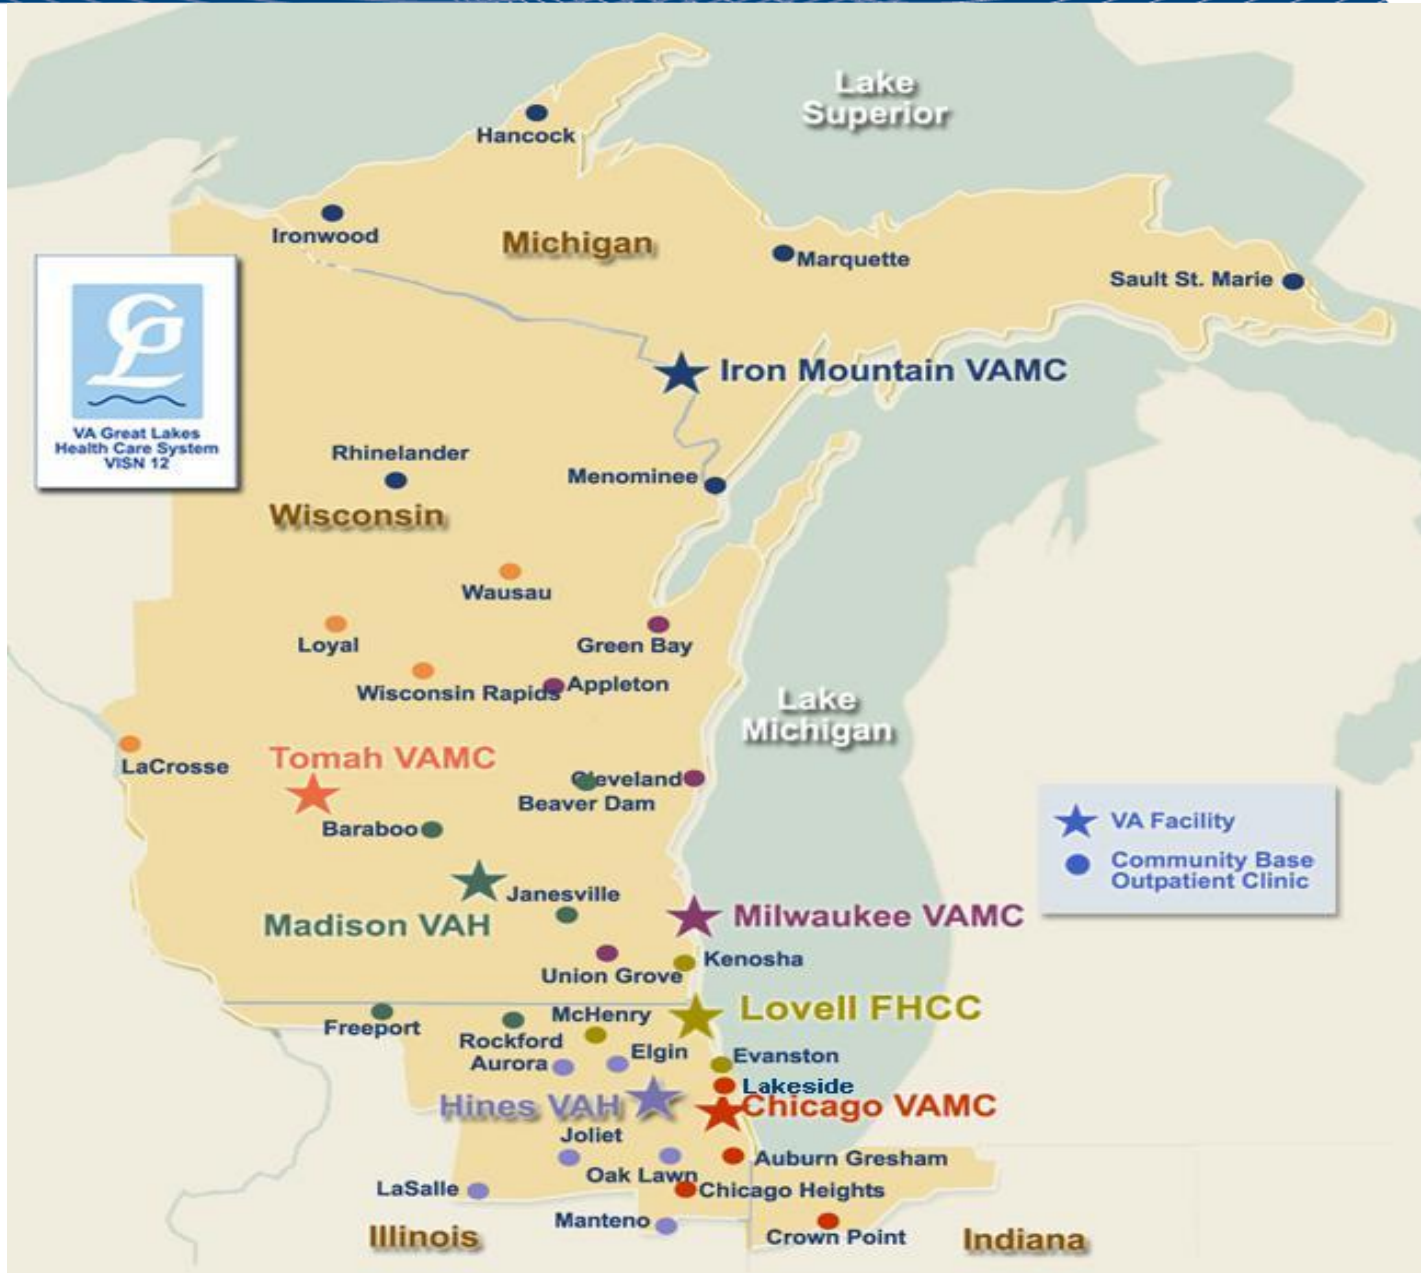 Lake
Superior
Hancock
Ironwood
Michigan
Marquette
Sault St. Marie
Iron Mountain VAMC
VA Great Lakes
Health Care System
VISN 12
Rhinelander
Menominee
Wisconsin
Wausau
Loyal
Green Bay
Wisconsin Rapids
Appleton
Lake
Michigan
LaCrosse
Tomah VAMC
Cleveland
Beaver Dam
Baraboo
VA Facility
Community Base
Outpatient Clinic
Janesville
Madison VAH
Milwaukee VAMC
Union Grove
Kenosha
Lovell FHCC
Freeport
McHenry
Rockford
Aurora
Elgin
Evanston
Lakeside
Hines VAH
Chicago VAMC
Joliet
Auburn Gresham
Oak Lawn
LaSalle
Chicago Heights
Manteno
Crown Point
Illinois
Indiana